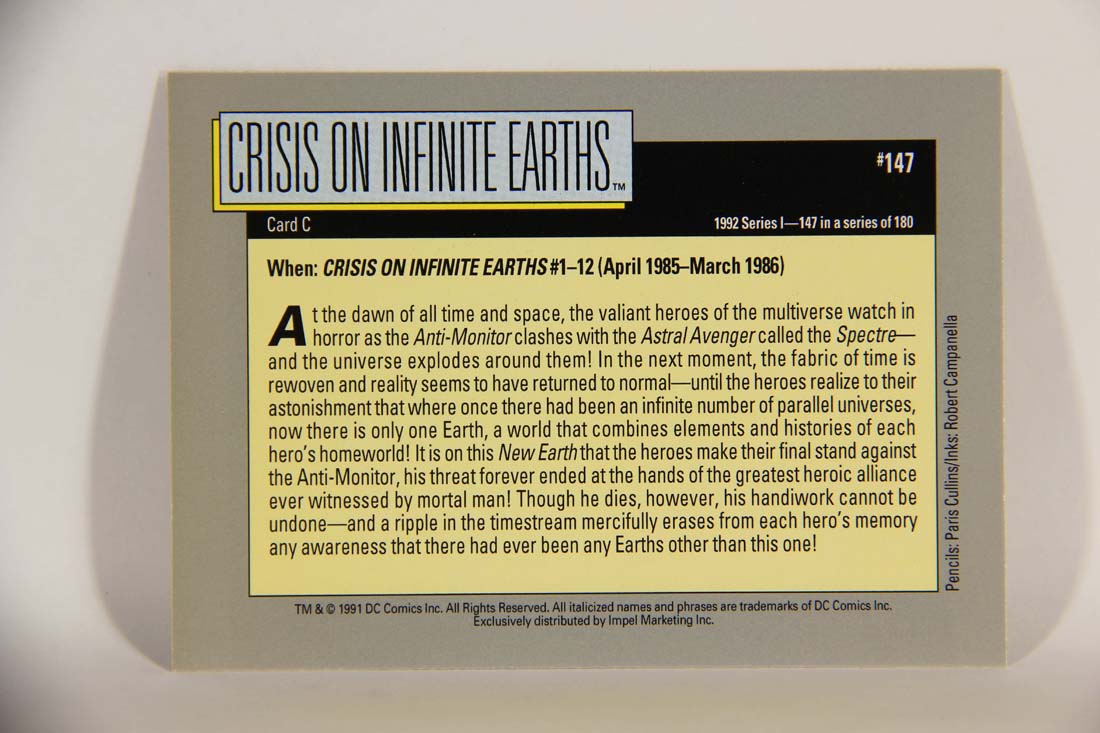 CRISIS ON INFINITE EARTHS™
#147
Card C
1992 Series I—147 in a series of 180
When: CRISIS ON INFINITE EARTHS #1–12 (April 1985–March 1986)
At the dawn of all time and space, the valiant heroes of the multiverse watch in
horror as the Anti-Monitor clashes with the Astral Avenger called the Spectre—
and the universe explodes around them! In the next moment, the fabric of time is
rewoven and reality seems to have returned to normal—until the heroes realize to their
astonishment that where once there had been an infinite number of parallel universes,
now there is only one Earth, a world that combines elements and histories of each
hero's homeworld! It is on this New Earth that the heroes make their final stand against
the Anti-Monitor, his threat forever ended at the hands of the greatest heroic alliance
ever witnessed by mortal man! Though he dies, however, his handiwork cannot be
undone—and a ripple in the timestream mercifully erases from each hero's memory
any awareness that there had ever been any Earths other than this one!
Pencils: Paris Cullins/Inks: Robert Campanella
TM & © 1991 DC Comics Inc. All Rights Reserved. All italicized names and phrases are trademarks of DC Comics Inc.
Exclusively distributed by Impel Marketing Inc.